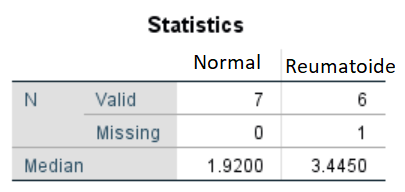 Statistics
Normal Reumatoide
N Valid 7 6
Missing 0 1
Median 1.9200 3.4450